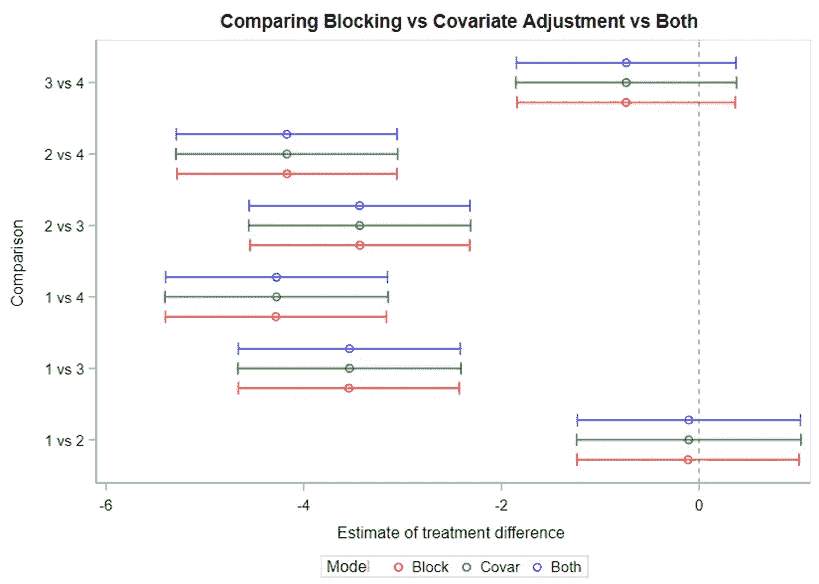 Comparing Blocking vs Covariate Adjustment vs Both
3 vs 4
2 vs 4
2 vs 3
1 vs 4
1 vs 3
1 vs 2
Comparison
-6 -4 -2 0
Estimate of treatment difference
Model Block Covar Both